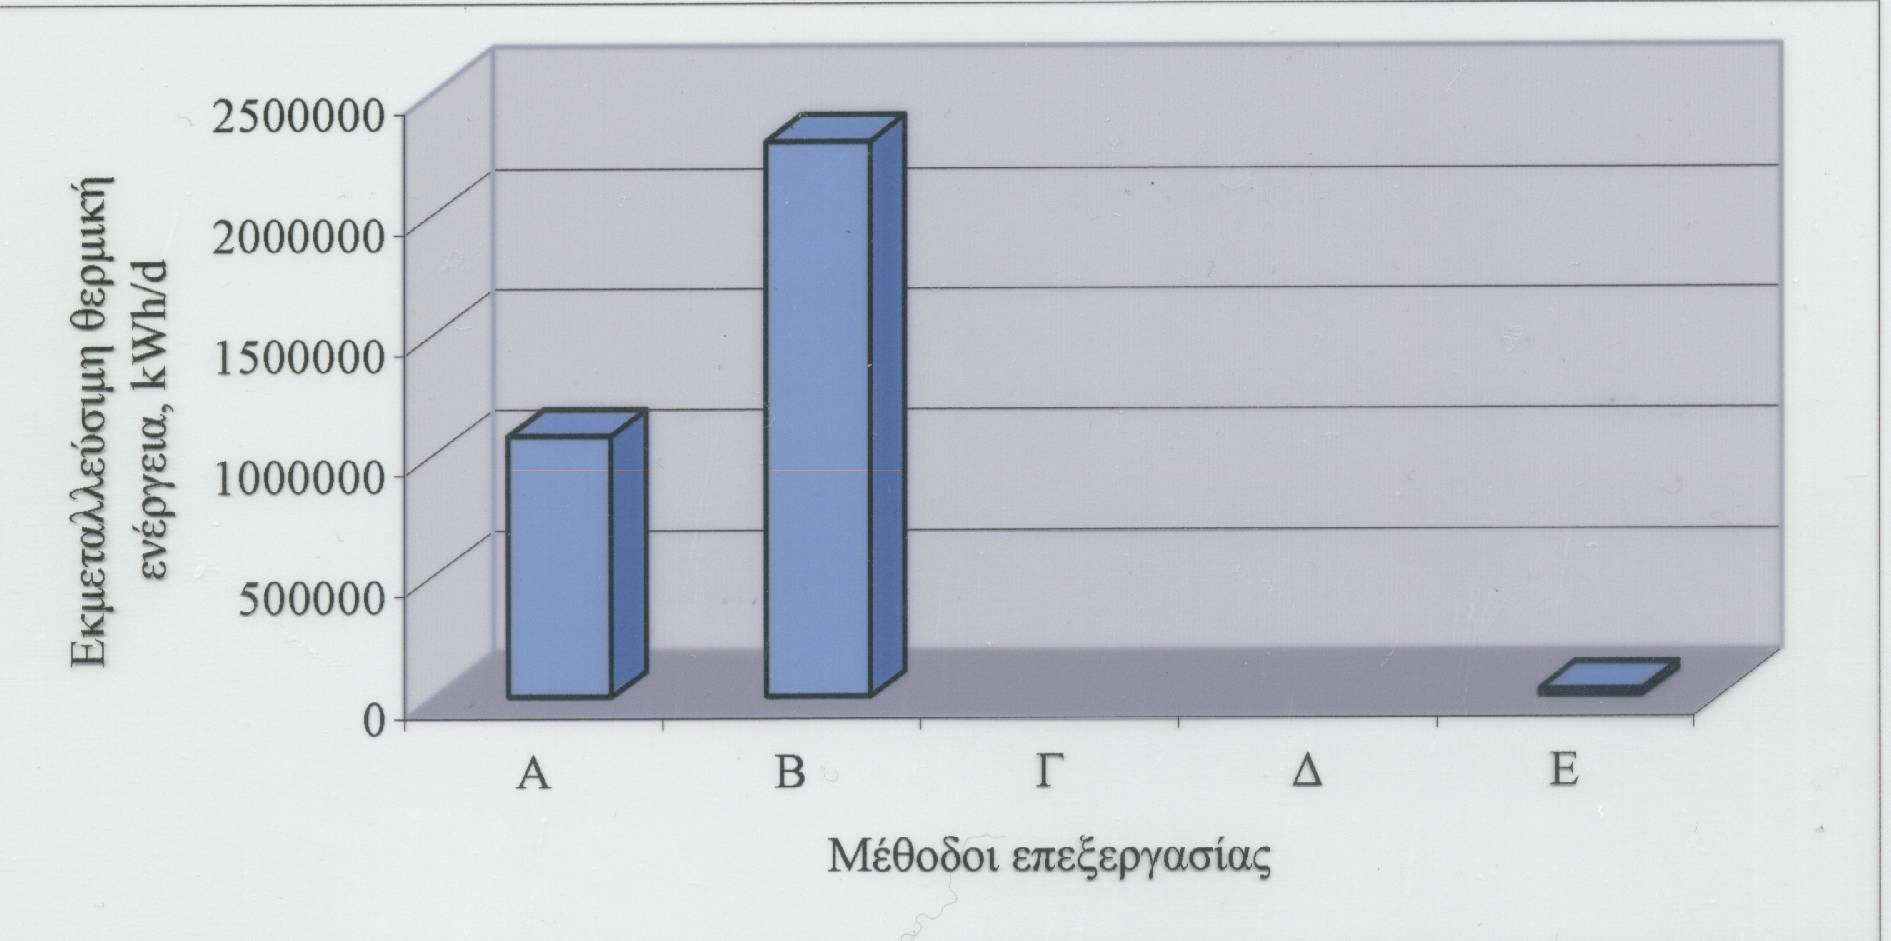 2500000
2000000
1500000
1000000
500000
0
Εκμεταλλεύσιμη θερμική
ενέργεια, kWh/d
Α
Β
Γ
Δ
Ε
Μέθοδοι επεξεργασίας